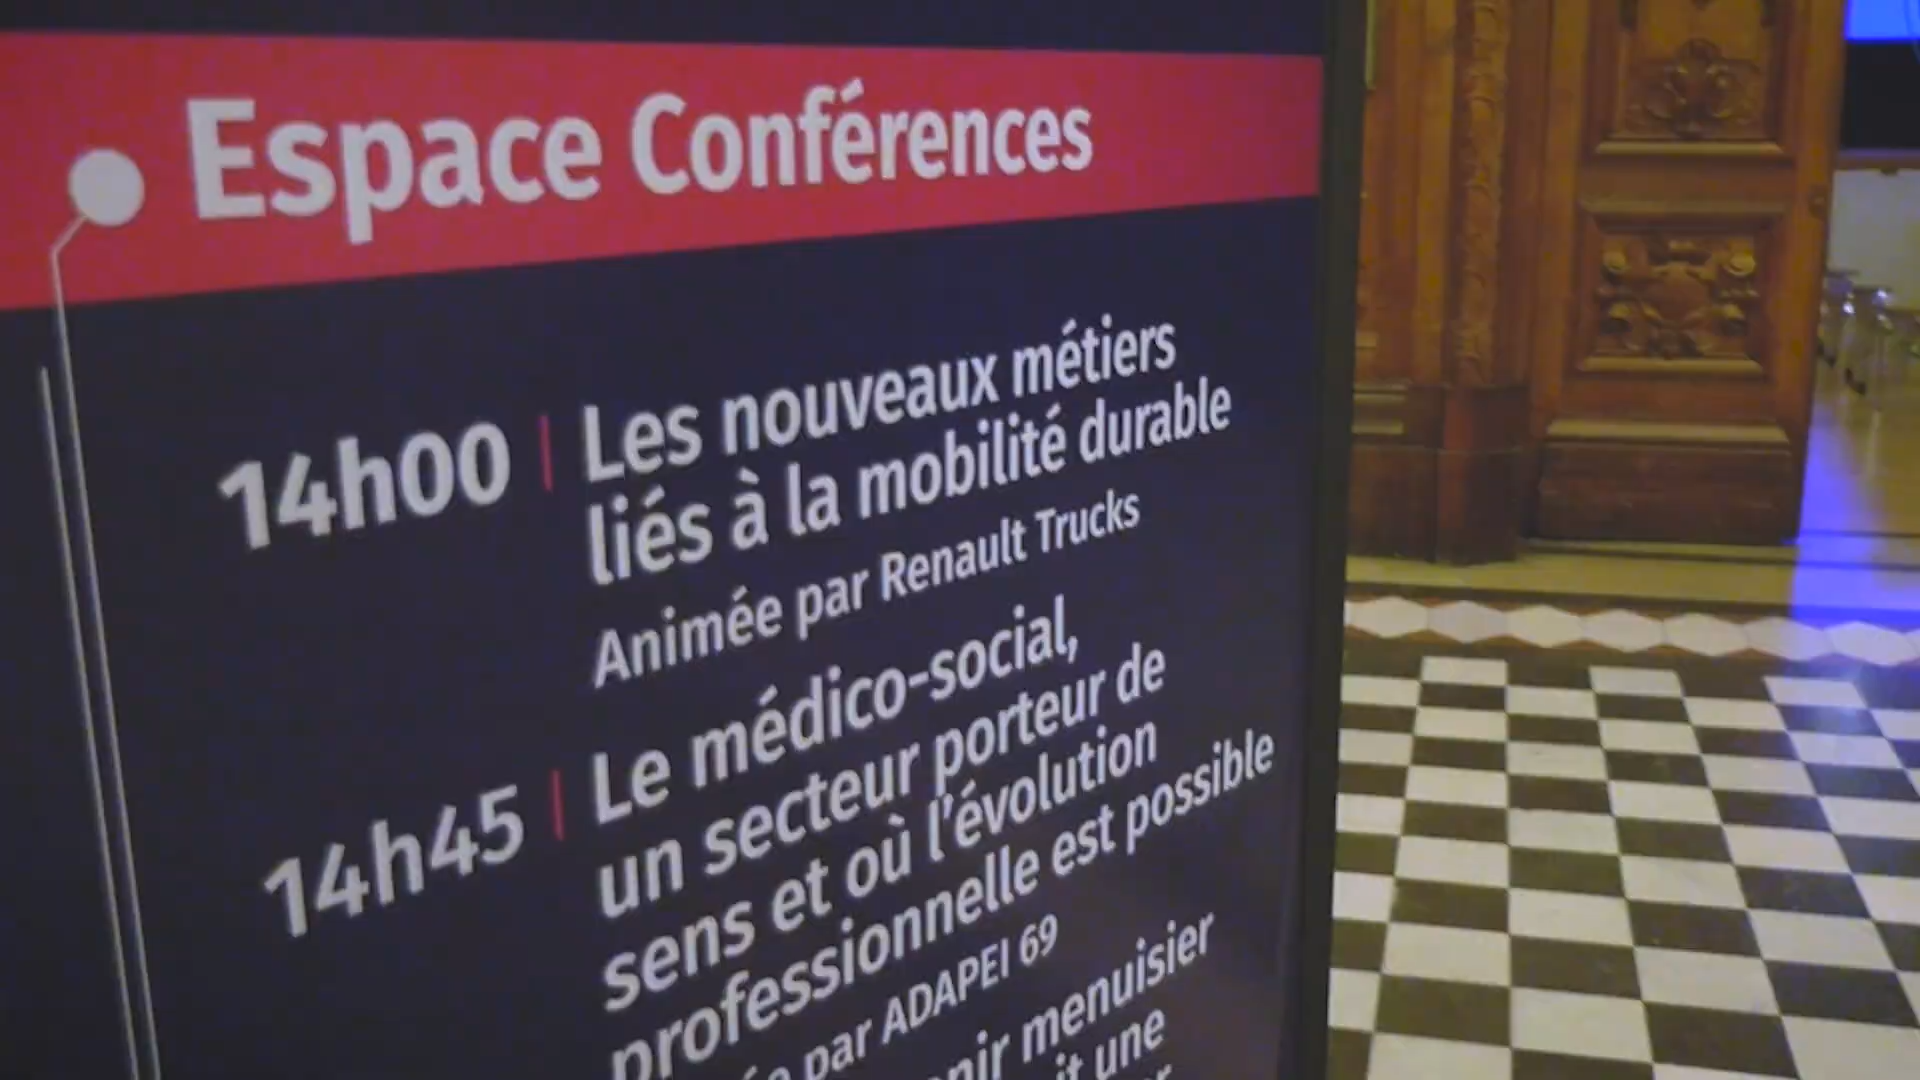 Espace Conférences
14h00 | Les nouveaux métiers
liés à la mobilité durable
Animée par Renault Trucks
14h45 | Le médico-social,
un secteur porteur de
sens et où l'évolution
professionnelle est possible
par ADAPEI 69
menuisier
une